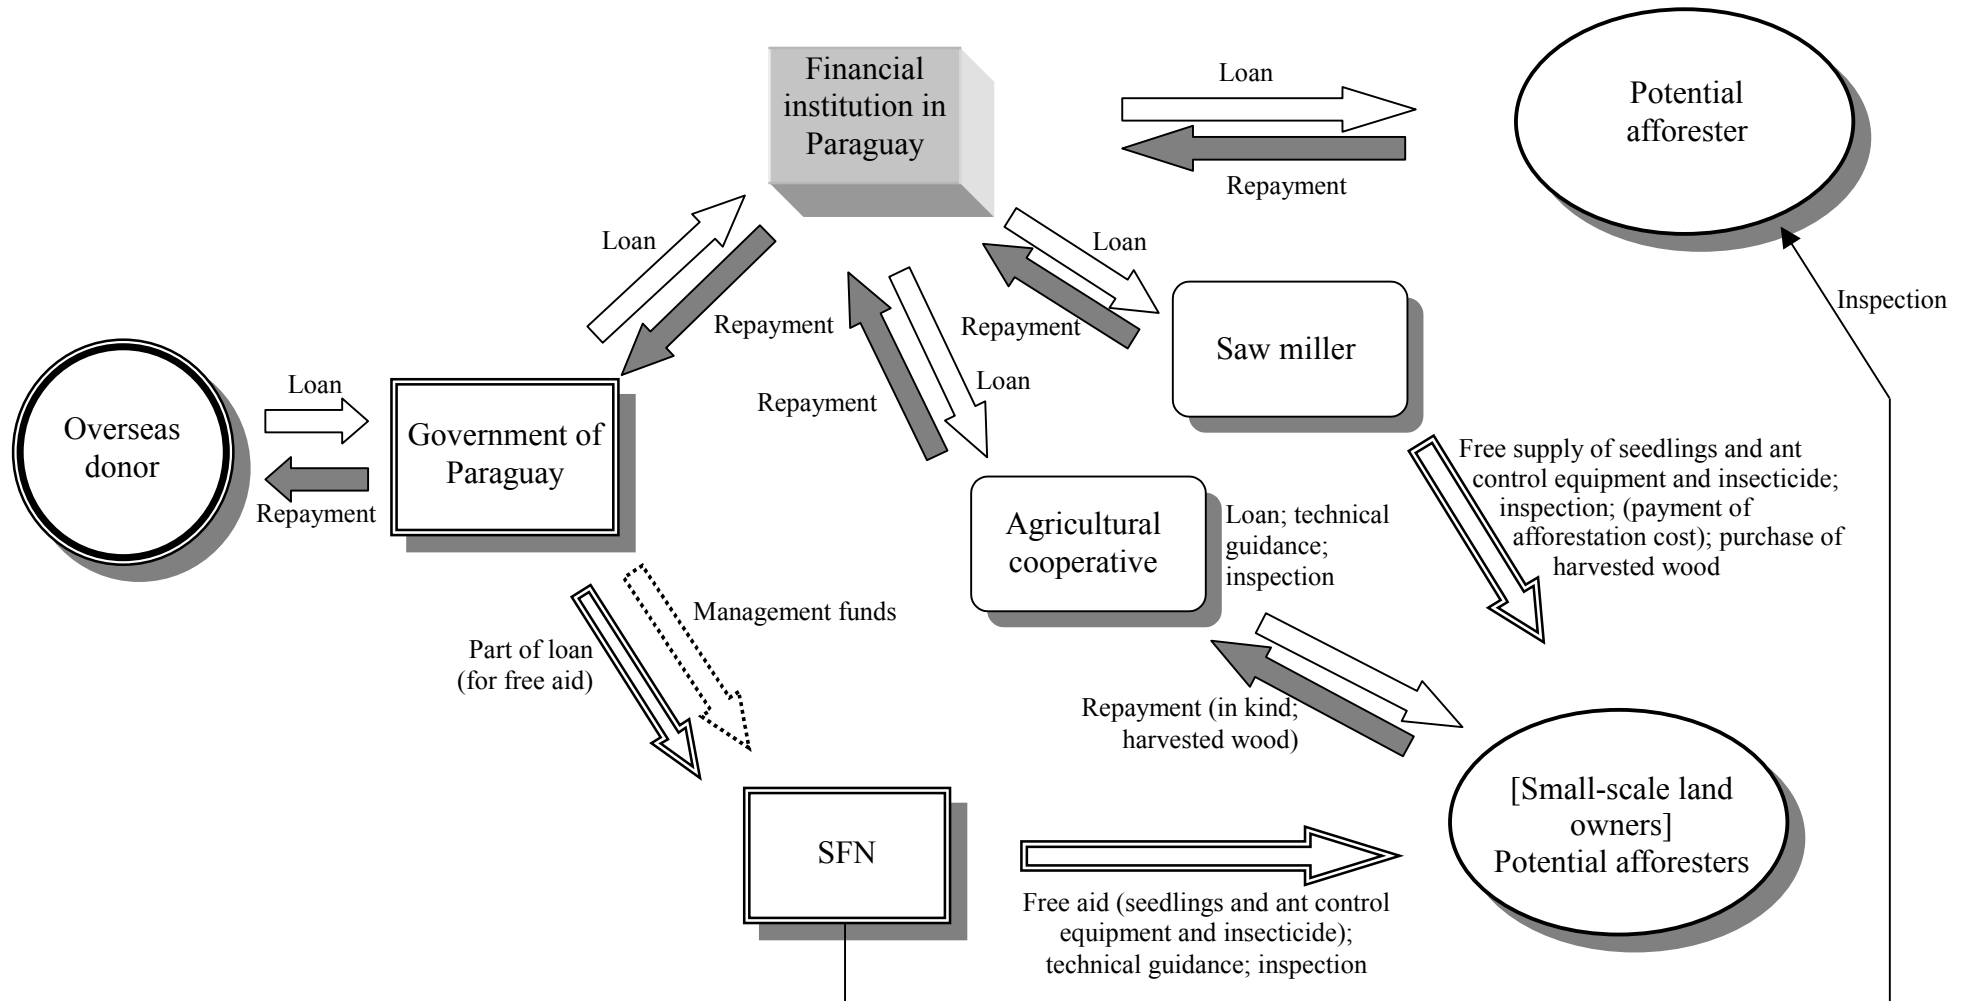 Financial
institution in
Paraguay
Loan
Repayment
Potential
afforester
Loan
Repayment
Loan
Repayment
Repayment
Loan
Inspection
Saw miller
Overseas
donor
Loan
Repayment
Government of
Paraguay
Agricultural
cooperative
Loan; technical
guidance;
inspection
Free supply of seedlings and ant
control equipment and insecticide;
inspection; (payment of
afforestation cost); purchase of
harvested wood
Management funds
Part of loan
(for free aid)
Repayment (in kind;
harvested wood)
SFN
[Small-scale land
owners]
Potential afforesters
Free aid (seedlings and ant control
equipment and insecticide);
technical guidance; inspection